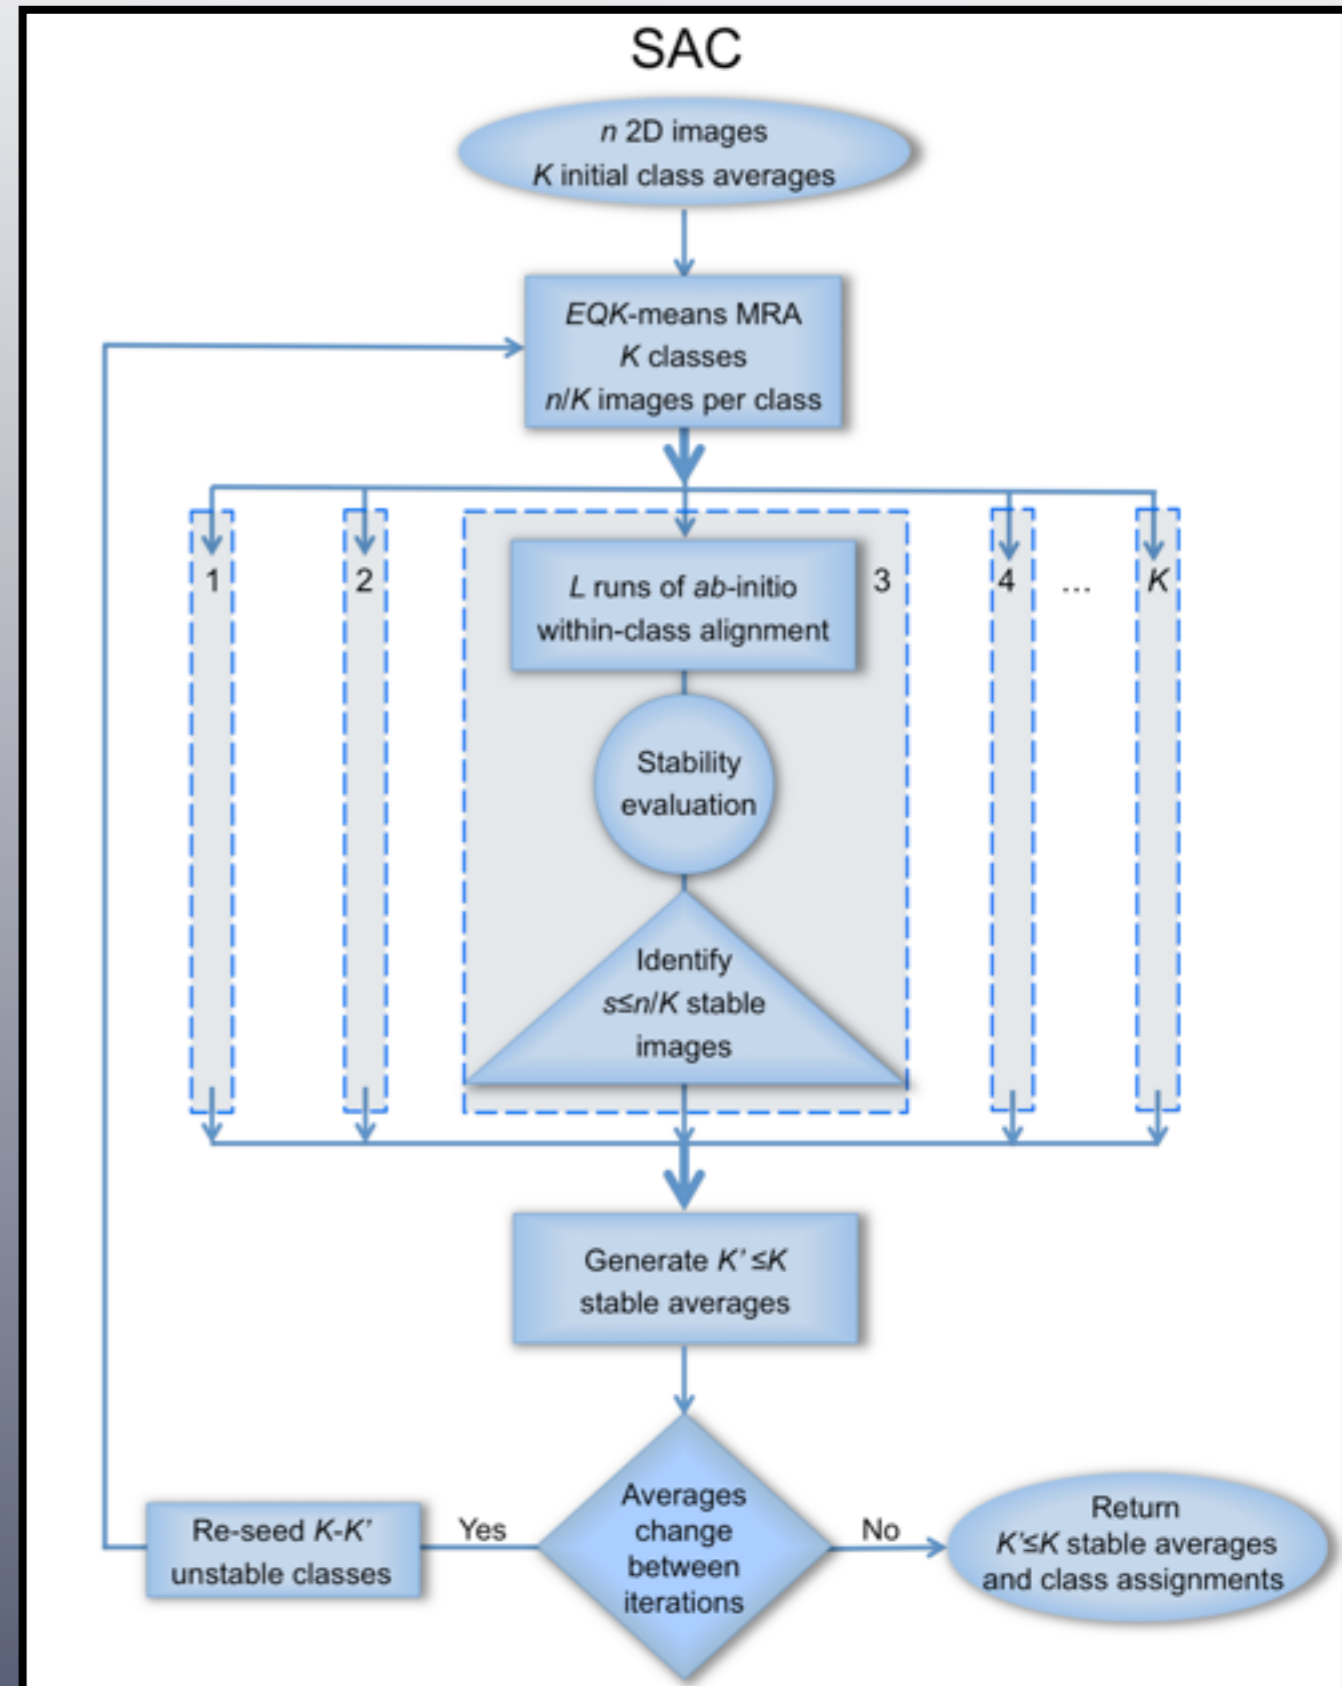 SAC
n 2D images
K initial class averages
EQK-means MRA
K classes
n/K images per class
1
2
L runs of ab-initio
within-class alignment
3
4
...
K
Stability
evaluation
Identify
s≤n/K stable
images
Generate K' ≤K
stable averages
Averages
change
between
iterations
Yes
Re-seed K-K'
unstable classes
No
Return
K'≤K stable averages
and class assignments